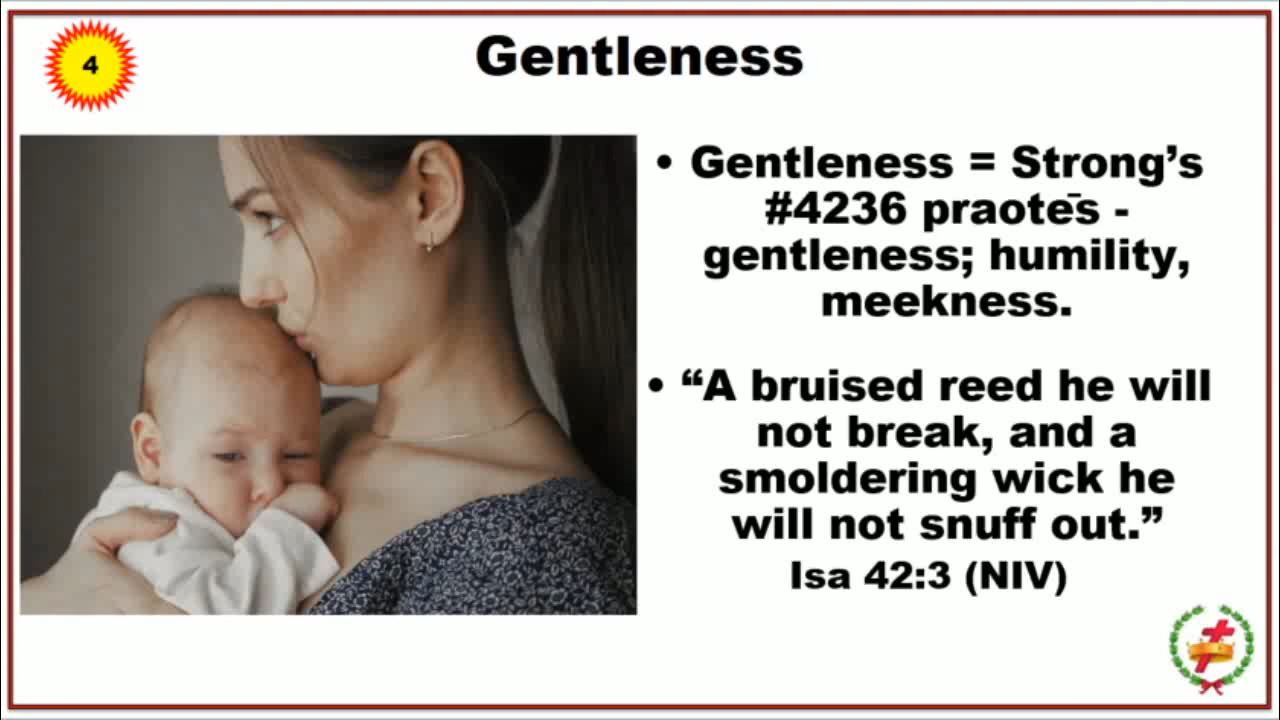 4
Gentleness
• Gentleness = Strong’s
#4236 praotēs -
gentleness; humility,
meekness.
• “A bruised reed he will
not break, and a
smoldering wick he
will not snuff out.”
Isa 42:3 (NIV)